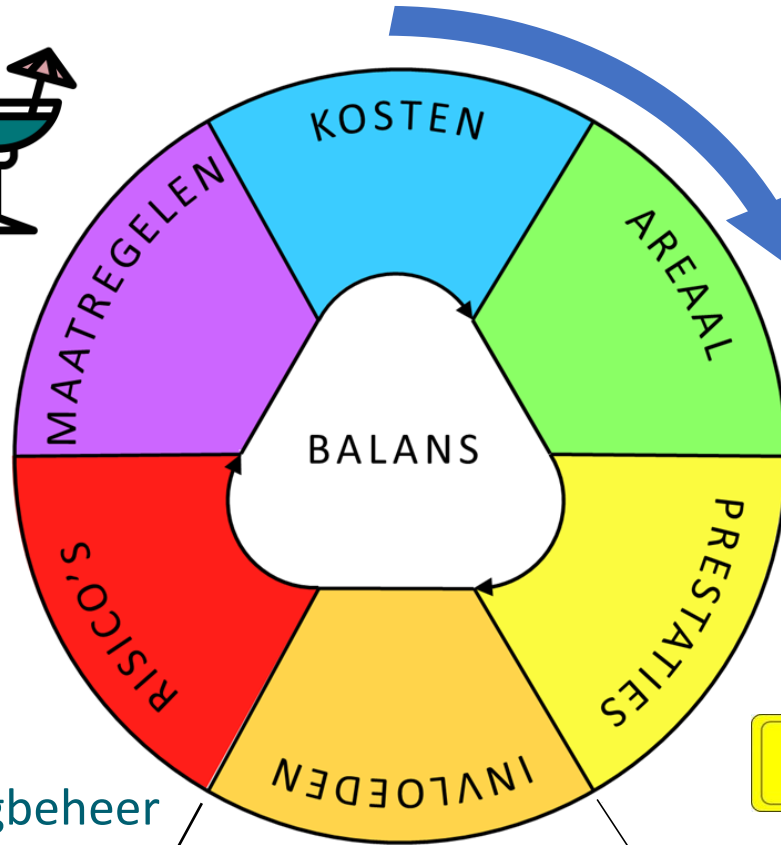 KOSTEN
AREAAL
PRESTATIES
INVLOEDEN
RISICO'S
MAATREGELEN
BALANS
gbeheer